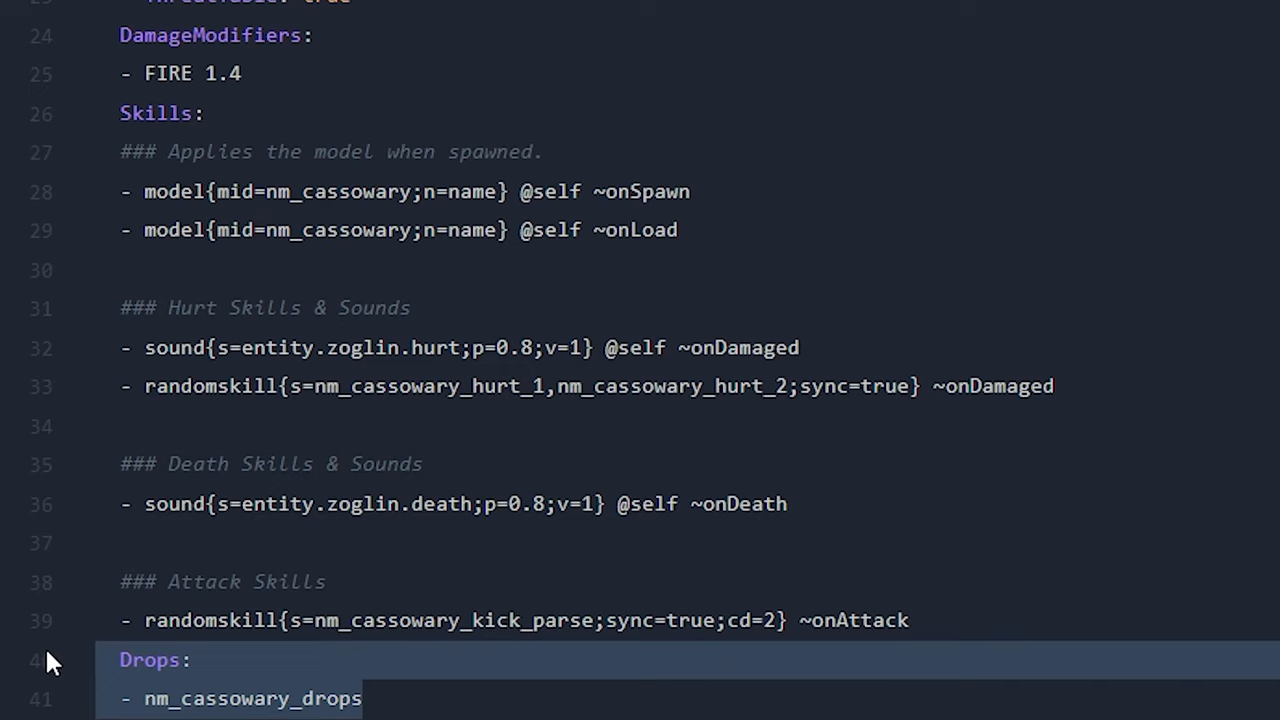 24 DamageModifiers:
25 - FIRE 1.4
26 Skills:
27 ### Applies the model when spawned.
28 - model{mid=nm_cassowary;n=name} @self ~onSpawn
29 - model{mid=nm_cassowary;n=name} @self ~onLoad
30
31 ### Hurt Skills & Sounds
32 - sound{s=entity.zoglin.hurt;p=0.8;v=1} @self ~onDamaged
33 - randomskill{s=nm_cassowary_hurt_1,nm_cassowary_hurt_2;sync=true} ~onDamaged
34
35 ### Death Skills & Sounds
36 - sound{s=entity.zoglin.death;p=0.8;v=1} @self ~onDeath
37
38 ### Attack Skills
39 - randomskill{s=nm_cassowary_kick_parse;sync=true;cd=2} ~onAttack
Drops:
41 - nm_cassowary_drops